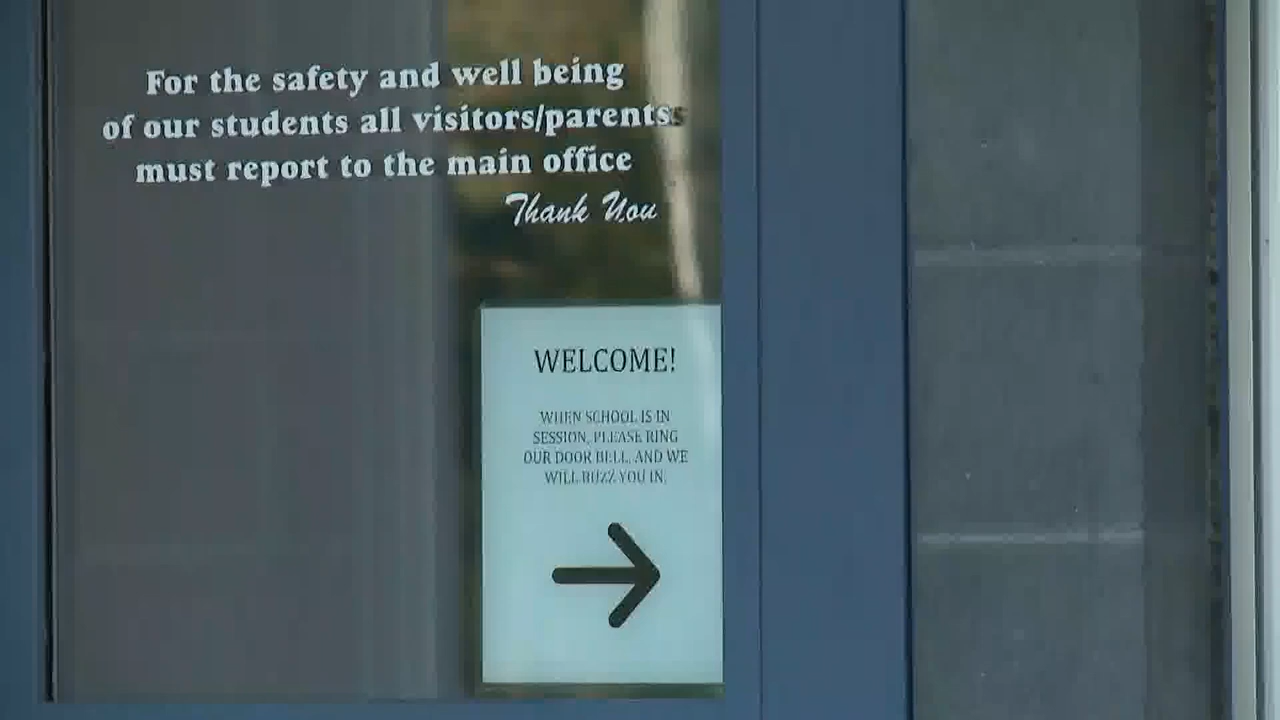 For the safety and well being
of our students all visitors/parents
must report to the main office
Thank You
WELCOME!
WHEN SCHOOL IS IN
SESSION, PLEASE RING
OUR DOOR BELL, AND WE
WILL BUZZ YOU IN.